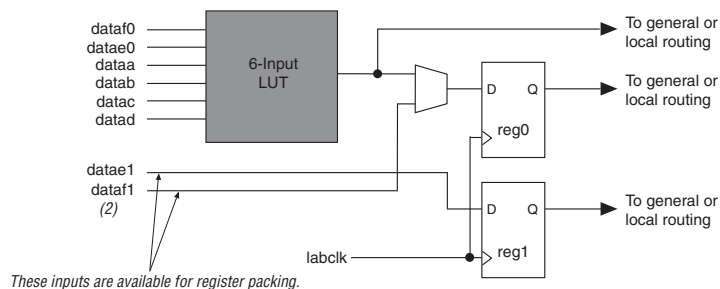 dataf0
datae0
dataa
datab
datac
datad
6-Input
LUT
To general or
local routing
D Q
reg0
To general or
local routing
datae1
dataf1
(2)
D Q
reg1
To general or
local routing
labclk
These inputs are available for register packing.